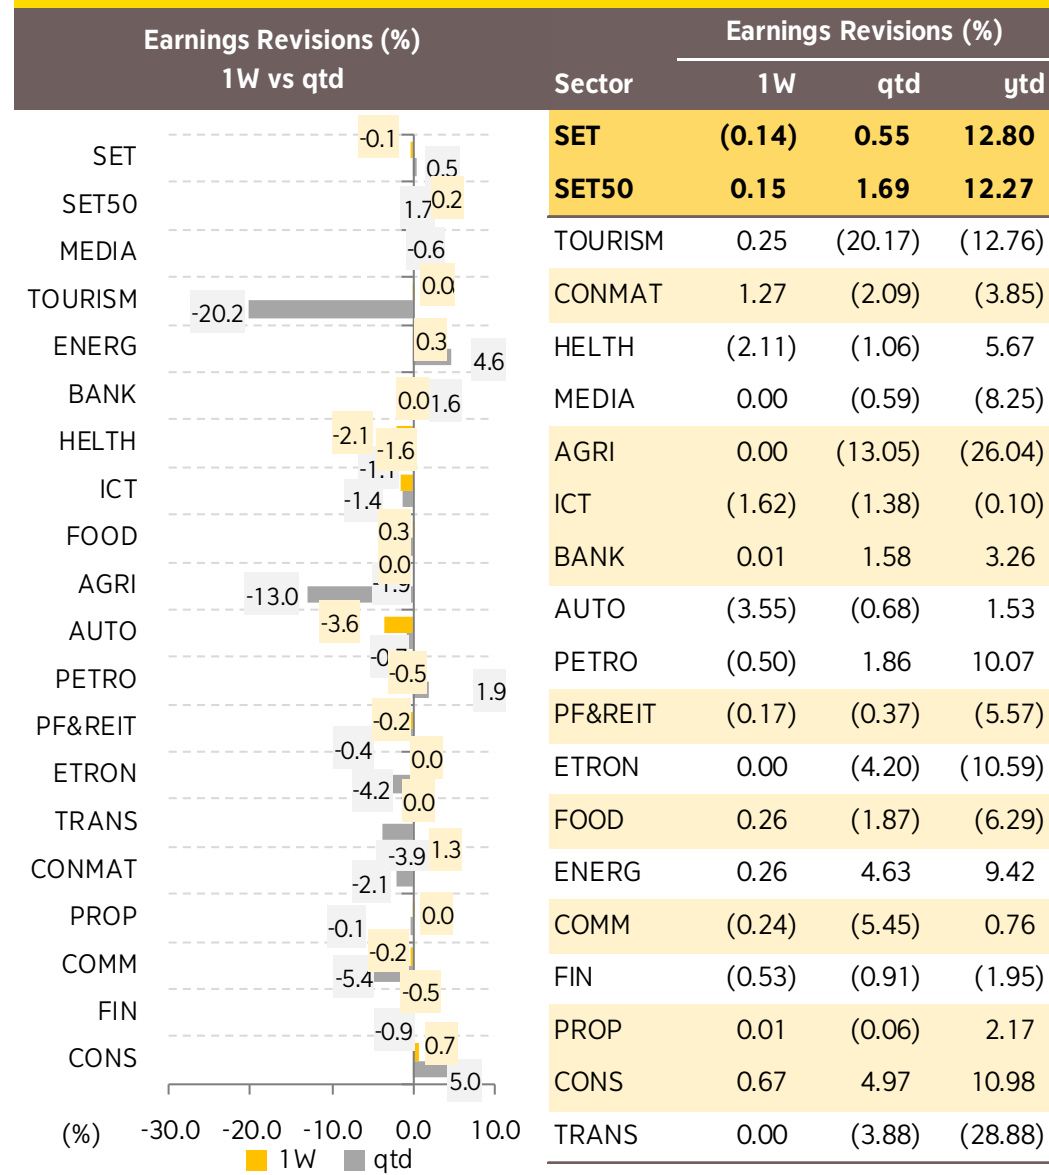 Earnings Revisions (%)
1W vs qtd
SET
SET50
MEDIA
TOURISM
ENERG
BANK
HELTH
ICT
FOOD
AGRI
AUTO
PETRO
PF&REIT
ETRON
TRANS
CONMAT
PROP
COMM
FIN
CONS
-0.1
0.5
1.7
0.2
-0.6
0.0
-20.2
0.3
4.6
0.0
1.6
-2.1
-1.6
-1.1
-1.4
0.3
0.0
-1.9
-13.0
-3.6
-0.5
1.9
-0.2
-0.4
0.0
-4.2
0.0
-3.9
1.3
-2.1
0.0
-0.1
-0.2
-5.4
-0.5
-0.9
0.7
5.0
(%)
-30.0 -20.0 -10.0 0.0 10.0
1W qtd
Earnings Revisions (%)
Sector 1W qtd ytd
SET (0.14) 0.55 12.80
SET50 0.15 1.69 12.27
TOURISM 0.25 (20.17) (12.76)
CONMAT 1.27 (2.09) (3.85)
HELTH (2.11) (1.06) 5.67
MEDIA 0.00 (0.59) (8.25)
AGRI 0.00 (13.05) (26.04)
ICT (1.62) (1.38) (0.10)
BANK 0.01 1.58 3.26
AUTO (3.55) (0.68) 1.53
PETRO (0.50) 1.86 10.07
PF&REIT (0.17) (0.37) (5.57)
ETRON 0.00 (4.20) (10.59)
FOOD 0.26 (1.87) (6.29)
ENERG 0.26 4.63 9.42
COMM (0.24) (5.45) 0.76
FIN (0.53) (0.91) (1.95)
PROP 0.01 (0.06) 2.17
CONS 0.67 4.97 10.98
TRANS 0.00 (3.88) (28.88)